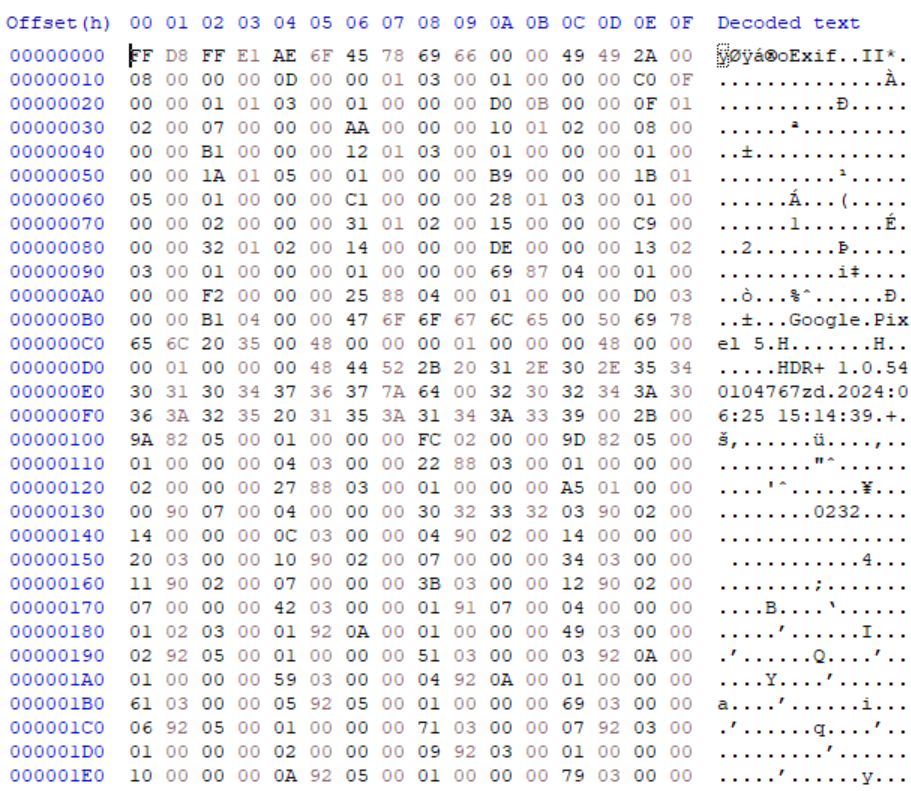 Offset(h) 00 01 02 03 04 05 06 07 08 09 0A 0B 0C 0D 0E 0F Decoded text
00000000 FF D8 FF E1 AE 6F 45 78 69 66 00 00 49 49 2A 00 ÿØÿá®oExif..II*.
00000010 08 00 00 00 0D 00 00 01 03 00 01 00 00 00 C0 0F ..............À.
00000020 00 00 01 01 03 00 01 00 00 00 D0 0B 00 00 0F 01 ..........Ð.....
00000030 02 00 07 00 00 00 AA 00 00 00 10 01 02 00 08 00 ......ª.........
00000040 00 00 B1 00 00 00 12 01 03 00 01 00 00 00 01 00 ..±.............
00000050 00 00 1A 01 05 00 01 00 00 00 B9 00 00 00 1B 01 ..........¹.....
00000060 05 00 01 00 00 00 C1 00 00 00 28 01 03 00 01 00 ......Á...(.....
00000070 00 00 02 00 00 00 31 01 02 00 15 00 00 00 C9 00 ......1.......É.
00000080 00 00 32 01 02 00 14 00 00 00 DE 00 00 00 13 02 ..2.......Þ.....
00000090 03 00 01 00 00 00 01 00 00 00 69 87 04 00 01 00 ..........i‡....
000000A0 00 00 F2 00 00 00 25 88 04 00 01 00 00 00 D0 03 ..ò...%ˆ......Ð.
000000B0 00 00 B1 04 00 00 47 6F 6F 67 6C 65 00 50 69 78 ..±...Google.Pix
000000C0 65 6C 20 35 00 48 00 00 00 01 00 00 00 48 00 00 el 5.H.......H..
000000D0 00 01 00 00 00 48 44 52 2B 20 31 2E 30 2E 35 34 .....HDR+ 1.0.54
000000E0 30 31 30 34 37 36 37 7A 64 00 32 30 32 34 3A 30 0104767zd.2024:0
000000F0 36 3A 32 35 20 31 35 3A 31 34 3A 33 39 00 2B 00 6:25 15:14:39.+.
00000100 9A 82 05 00 01 00 00 00 FC 02 00 00 9D 82 05 00 š‚......ü....‚..
00000110 01 00 00 00 04 03 00 00 22 88 03 00 01 00 00 00 ........"ˆ......
00000120 02 00 00 00 27 88 03 00 01 00 00 00 A5 01 00 00 ....'ˆ......¥...
00000130 00 90 07 00 04 00 00 00 30 32 33 32 03 90 02 00 ........0232....
00000140 14 00 00 00 0C 03 00 00 04 90 02 00 14 00 00 00 ................
00000150 20 03 00 00 10 90 02 00 07 00 00 00 34 03 00 00 ...........4...
00000160 11 90 02 00 07 00 00 00 3B 03 00 00 12 90 02 00 ........;.......
00000170 07 00 00 00 42 03 00 00 01 91 07 00 04 00 00 00 ....B....‘......
00000180 01 02 03 00 01 92 0A 00 01 00 00 00 49 03 00 00 .....’......I...
00000190 02 92 05 00 01 00 00 00 51 03 00 00 03 92 0A 00 .’......Q....’..
000001A0 01 00 00 00 59 03 00 00 04 92 0A 00 01 00 00 00 ....Y....’......
000001B0 61 03 00 00 05 92 05 00 01 00 00 00 69 03 00 00 a....’......i...
000001C0 06 92 05 00 01 00 00 00 71 03 00 00 07 92 03 00 .’......q....’..
000001D0 01 00 00 00 02 00 00 00 09 92 03 00 01 00 00 00 .........’......
000001E0 10 00 00 00 0A 92 05 00 01 00 00 00 79 03 00 00 .....’......y...